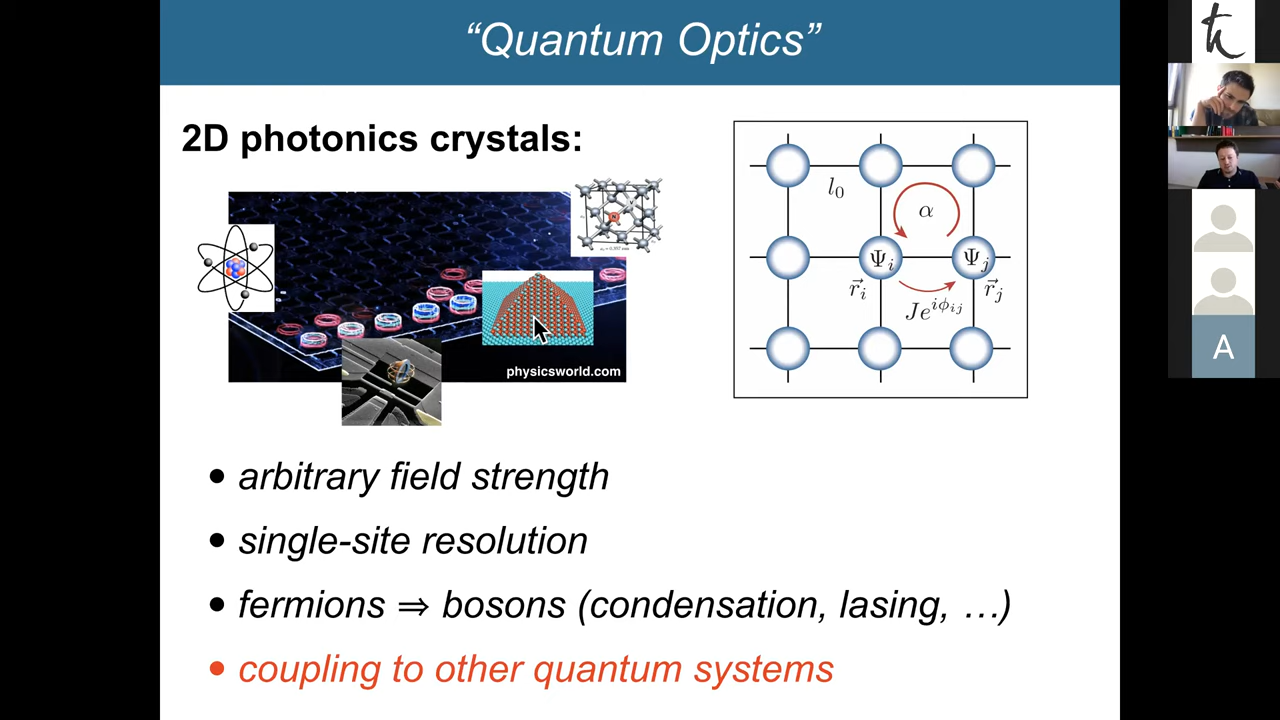 “Quantum Optics”
2D photonics crystals:
physicsworld.com
l₀
α
Ψᵢ
Ψⱼ
r⃗ᵢ
r⃗ⱼ
Je^{iϕᵢⱼ}
• arbitrary field strength
• single-site resolution
• fermions ⇒ bosons (condensation, lasing, …)
• coupling to other quantum systems
A